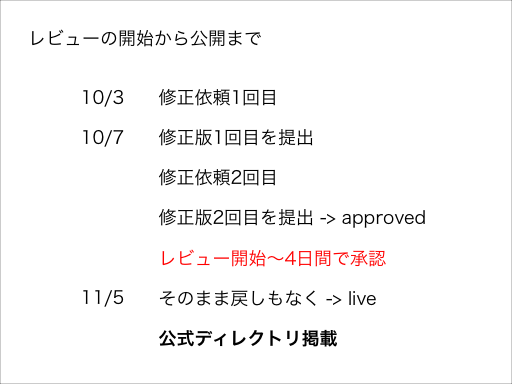 レビューの開始から公開まで
10/3 修正依頼1回目
10/7 修正版1回目を提出
修正依頼2回目
修正版2回目を提出 -> approved
レビュー開始〜4日間で承認
11/5 そのまま戻しもなく -> live
公式ディレクトリ掲載